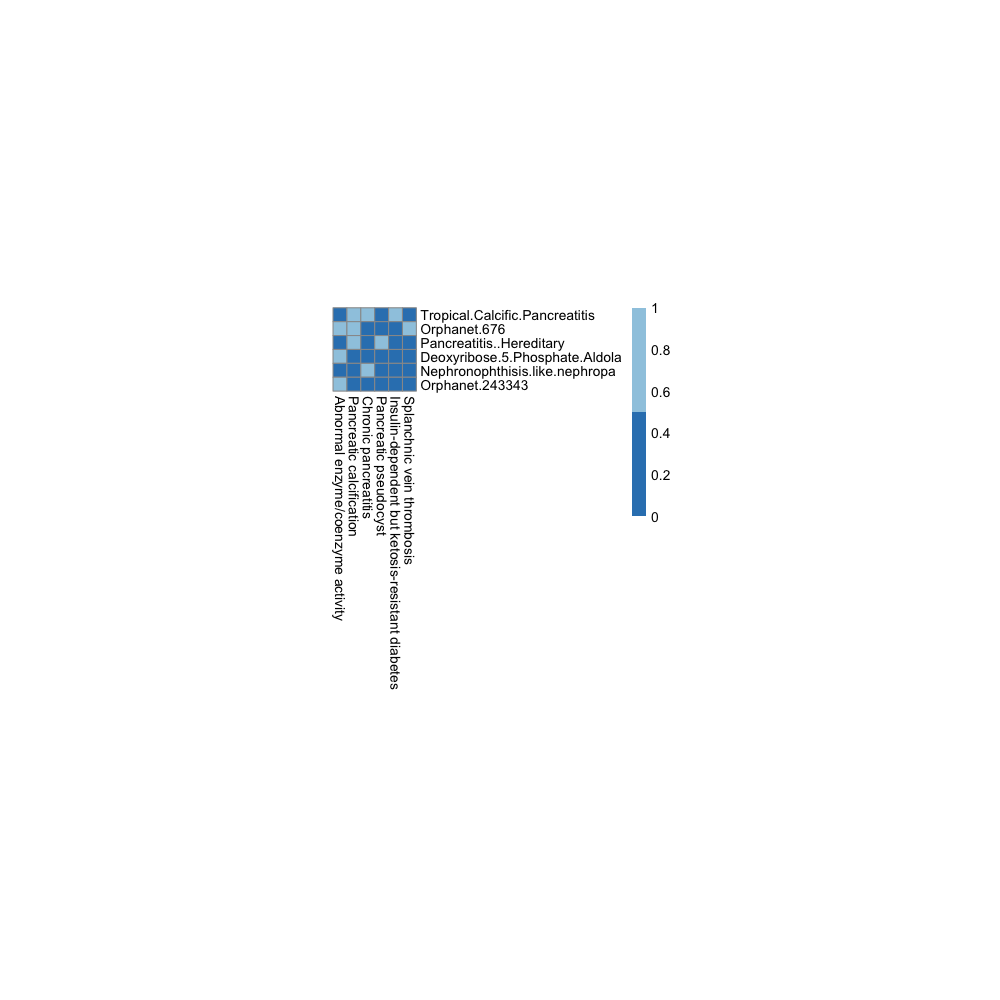 Tropical.Calcific.Pancreatitis
Orphanet.676
Pancreatitis..Hereditary
Deoxyribose.5.Phosphate.Aldola
Nephronophthisis.like.nephropa
Orphanet.243343
1
0.8
0.6
0.4
0.2
0
Abnormal enzyme/coenzyme activity
Pancreatic calcification
Chronic pancreatitis
Pancreatic pseudocyst
Insulin-dependent but ketosis-resistant diabetes
Splanchnic vein thrombosis